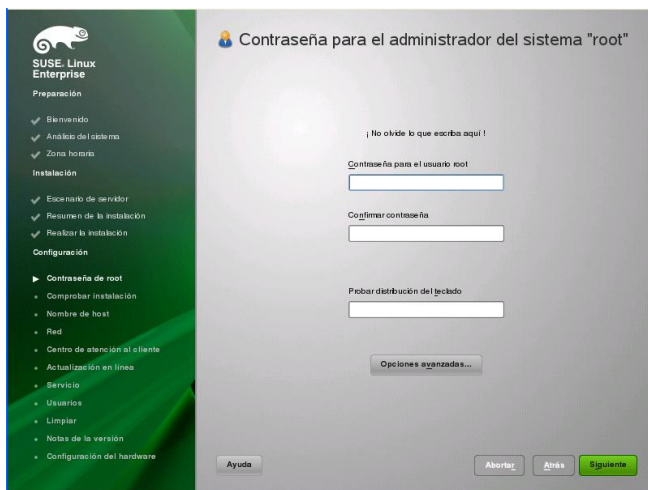 SUSE. Linux
Enterprise
Preparación
Bienvenido
Análisis del sistema
Zona horaria
Instalación
Escenario de servidor
Resumen de la instalación
Realizar la instalación
Configuración
Contraseña de root
Comprobar instalación
Nombre de host
Red
Centro de atención al cliente
Actualización en línea
Servicio
Usuarios
Limpiar
Notas de la versión
Configuración del hardware
Contraseña para el administrador del sistema "root"
¡ No olvide lo que escriba aquí !
Contraseña para el usuario root
Confirmar contraseña
Probar distribución del teclado
Opciones avanzadas...
Ayuda
Abortar
Atrás
Siguiente